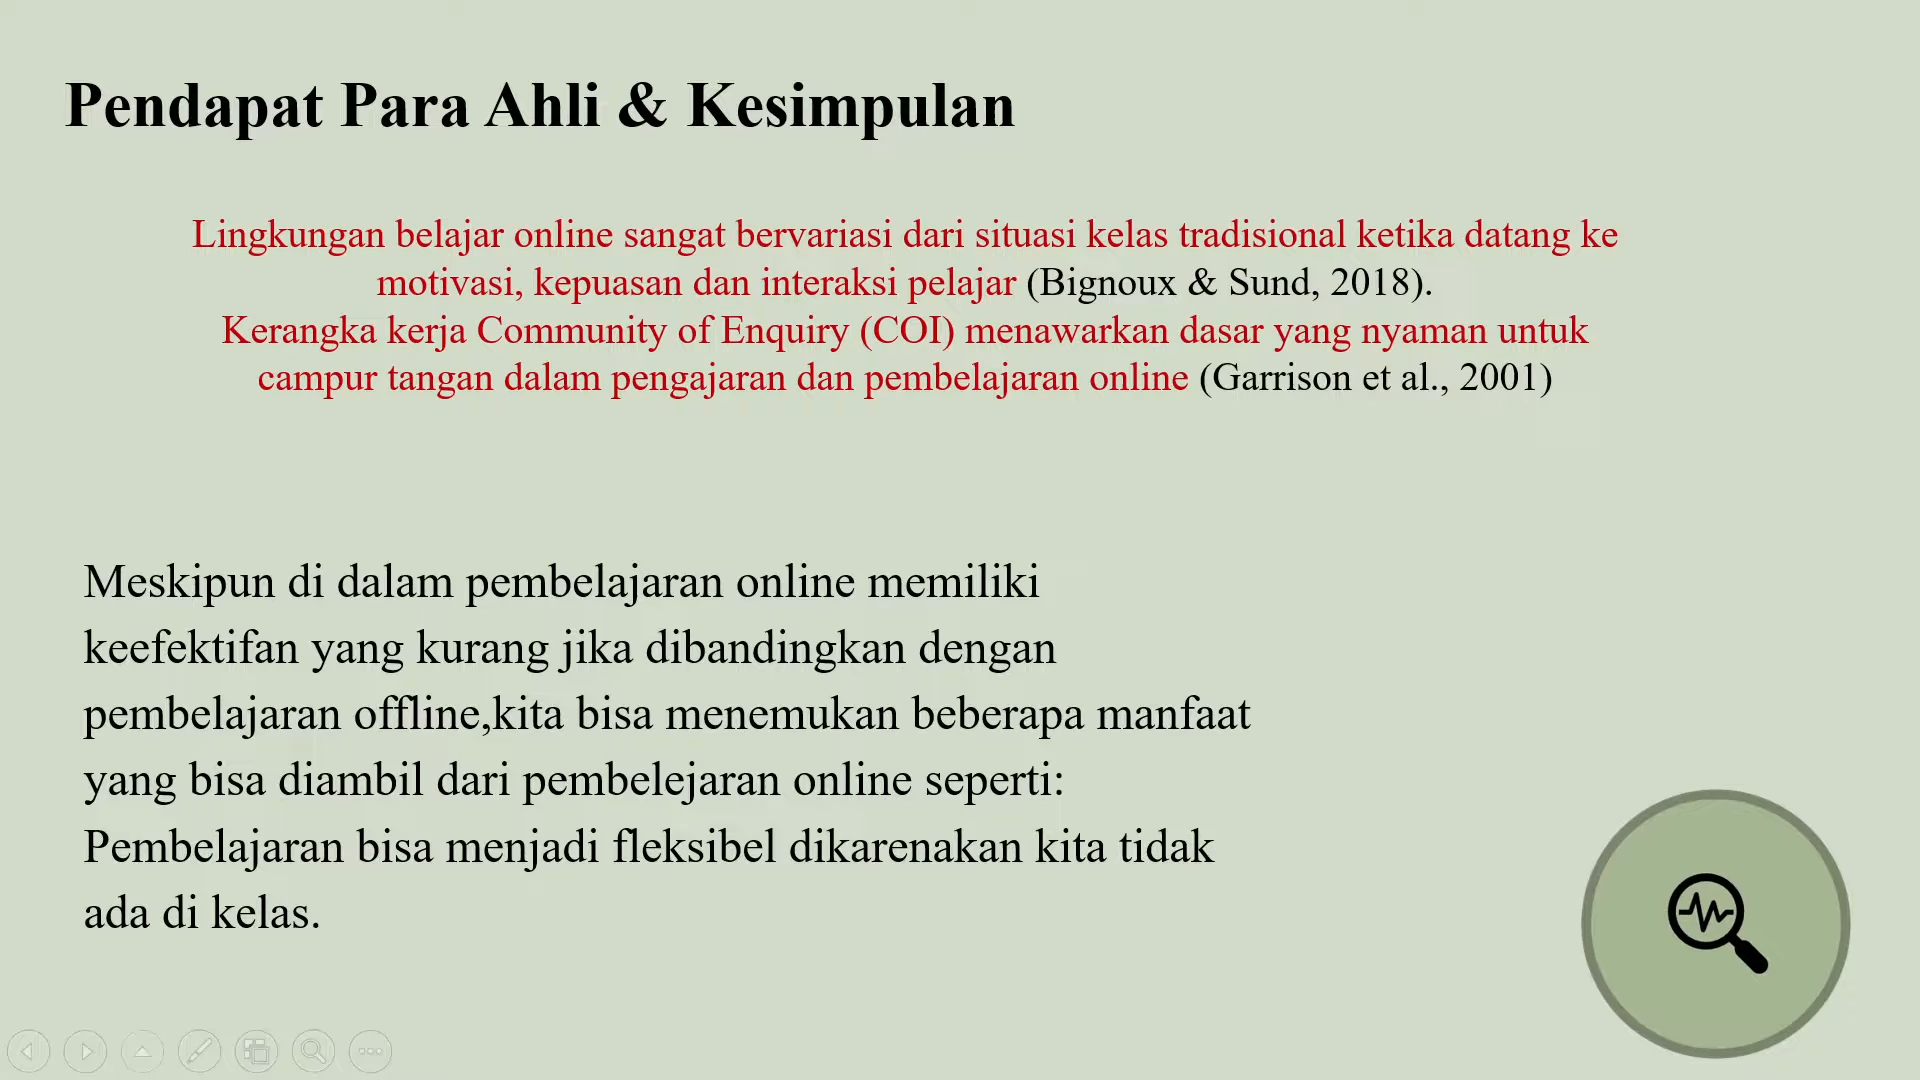 Pendapat Para Ahli & Kesimpulan
Lingkungan belajar online sangat bervariasi dari situasi kelas tradisional ketika datang ke
motivasi, kepuasan dan interaksi pelajar (Bignoux & Sund, 2018).
Kerangka kerja Community of Enquiry (COI) menawarkan dasar yang nyaman untuk
campur tangan dalam pengajaran dan pembelajaran online (Garrison et al., 2001)
Meskipun di dalam pembelajaran online memiliki
keefektifan yang kurang jika dibandingkan dengan
pembelajaran offline,kita bisa menemukan beberapa manfaat
yang bisa diambil dari pembelejaran online seperti:
Pembelajaran bisa menjadi fleksibel dikarenakan kita tidak
ada di kelas.